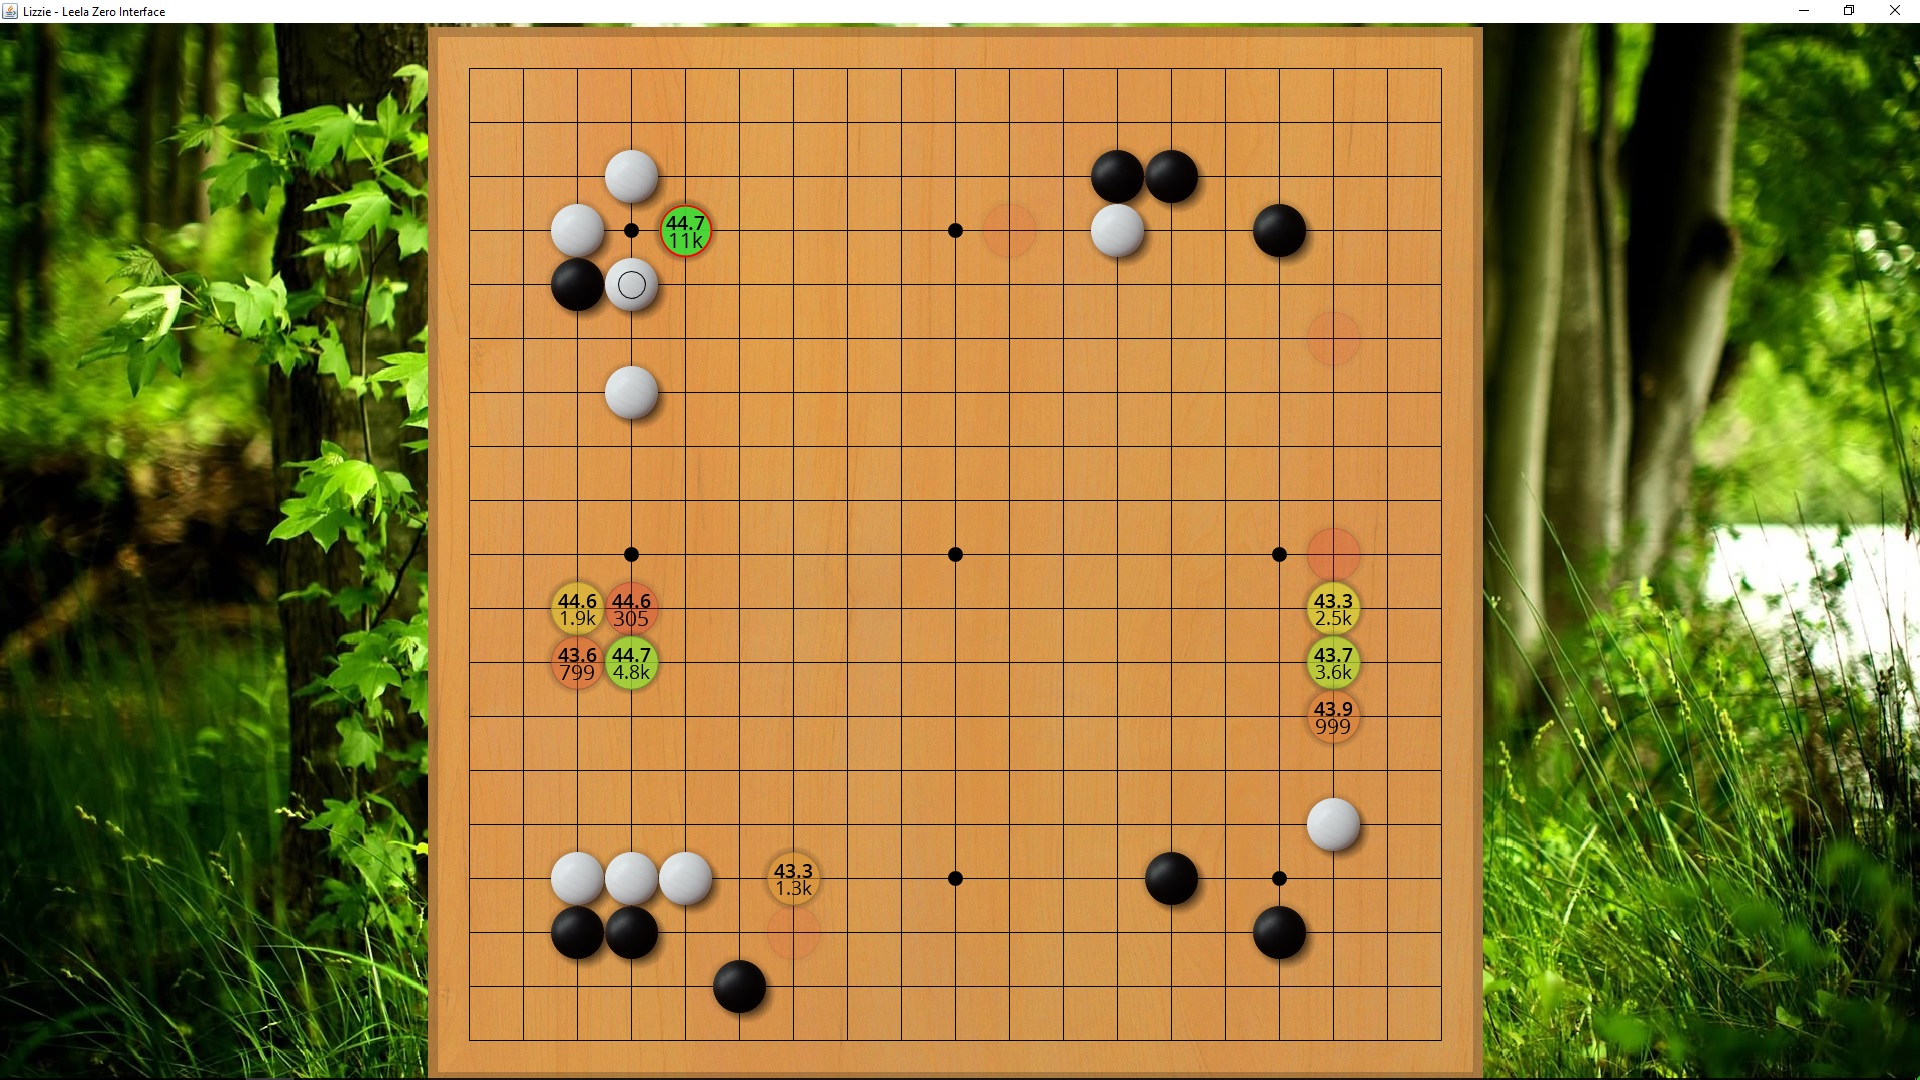 Lizzie - Leela Zero Interface
44.7
11k
44.6
1.9k
44.6
305
43.3
2.5k
43.6
799
44.7
4.8k
43.7
3.6k
43.9
999
43.3
1.3k